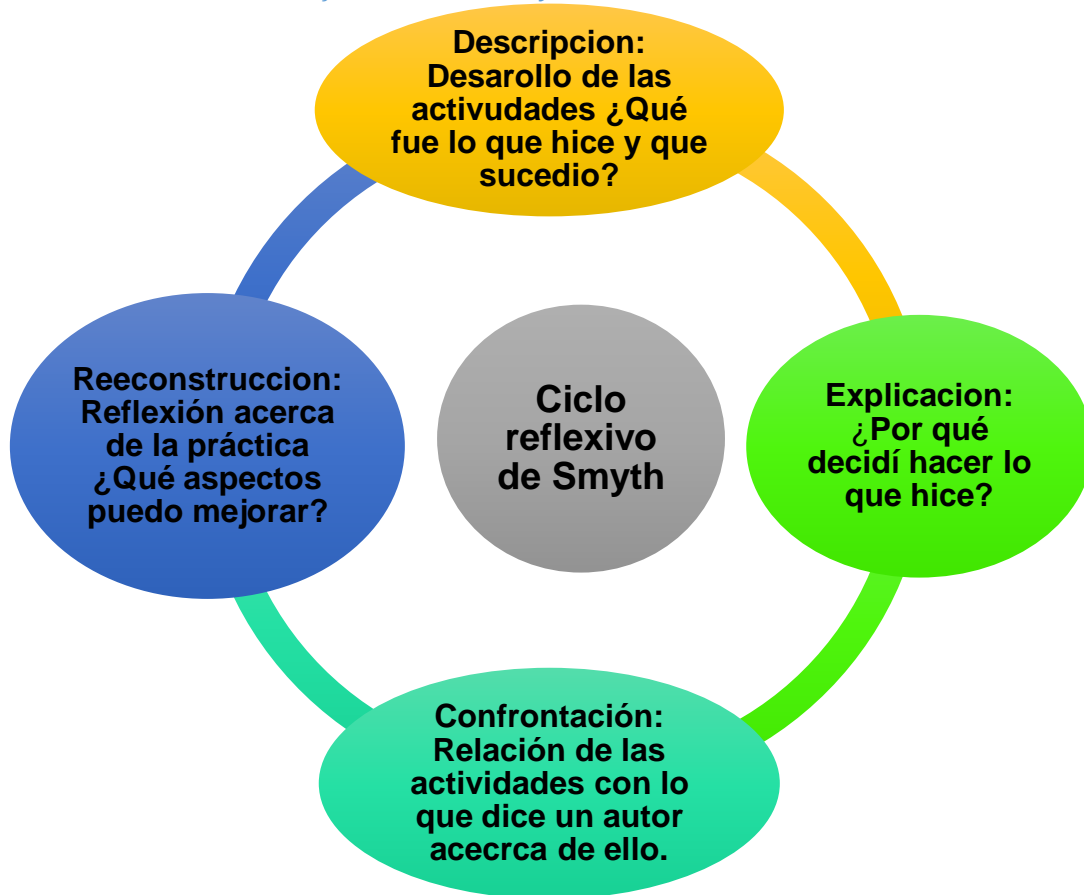 Descripcion:
Desarollo de las
activudades ¿Qué
fue lo que hice y que
sucedio?
Explicacion:
¿Por qué
decidí hacer lo
que hice?
Confrontación:
Relación de las
actividades con lo
que dice un autor
acecrca de ello.
Reeconstruccion:
Reflexión acerca
de la práctica
¿Qué aspectos
puedo mejorar?
Ciclo
reflexivo
de Smyth